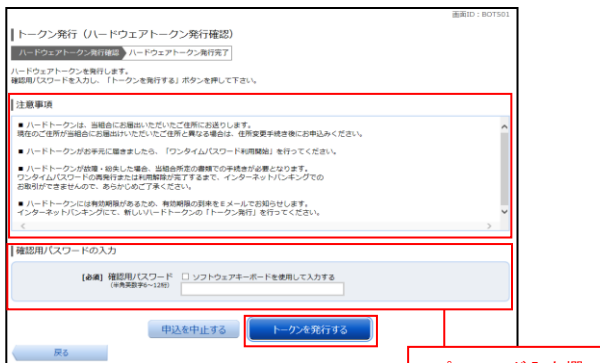 画面ID：BOTS01
トークン発行（ハードウェアトークン発行確認）
ハードウェアトークン発行確認 ハードウェアトークン発行完了
ハードウェアトークンを発行します。
確認用パスワードを入力し、「トークンを発行する」ボタンを押して下さい。
注意事項
■ ハードトークンは、当組合にお届出いただいたご住所にお送りします。
現在のご住所が当組合にお届出いただいたご住所と異なる場合は、住所変更手続き後にお申込みください。
■ ハードトークンがお手元に届きましたら、「ワンタイムパスワード利用開始」を行ってください。
■ ハードトークンが故障・紛失した場合、当組合所定の書類での手続きが必要となります。
ワンタイムパスワードの再発行または利用解除が完了するまで、インターネットバンキングでの
お取引ができませんので、あらかじめご了承ください。
■ ハードトークンには有効期限があるため、有効期限の到来をEメールでお知らせします。
インターネットバンキングにて、新しいハードトークンの「トークン発行」を行ってください。
確認用パスワードの入力
[必須] 確認用パスワード □ ソフトウェアキーボードを使用して入力する
（半角英数字6～12桁）
申込を中止する トークンを発行する
戻る